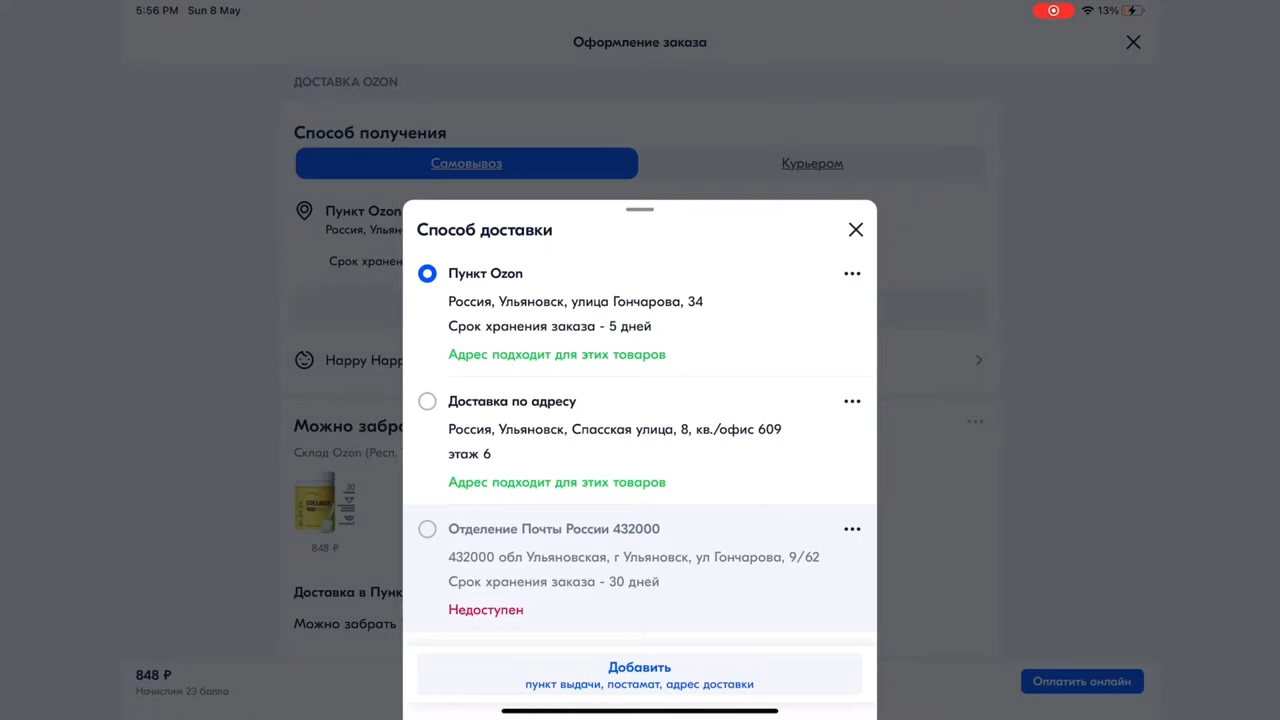 5:56 PM Sun 8 May
13%
Оформление заказа
ДОСТАВКА OZON
Способ получения
Самовывоз
Курьером
Пункт Ozon
Россия, Ульян
Срок хранен
Happy Happ
Можно забра
Склад Ozon (Респ.
COLLAGEN
30
848 ₽
Доставка в Пунк
Можно забрать
Способ доставки
Пункт Ozon
Россия, Ульяновск, улица Гончарова, 34
Срок хранения заказа - 5 дней
Адрес подходит для этих товаров
Доставка по адресу
Россия, Ульяновск, Спасская улица, 8, кв./офис 609
этаж 6
Адрес подходит для этих товаров
Отделение Почты России 432000
432000 обл Ульяновская, г Ульяновск, ул Гончарова, 9/62
Срок хранения заказа - 30 дней
Недоступен
Добавить
пункт выдачи, постамат, адрес доставки
848 ₽
Начислим 23 балла
Оплатить онлайн